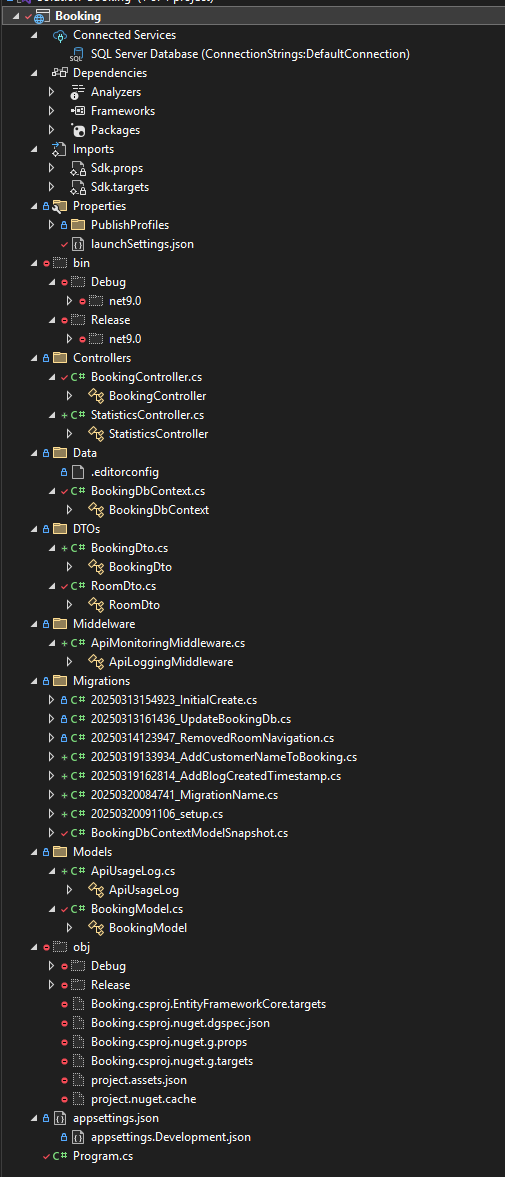 Booking
Connected Services
SQL Server Database (ConnectionStrings:DefaultConnection)
Dependencies
Analyzers
Frameworks
Packages
Imports
Sdk.props
Sdk.targets
Properties
PublishProfiles
launchSettings.json
bin
Debug
net9.0
Release
net9.0
Controllers
C# BookingController.cs
BookingController
C# StatisticsController.cs
StatisticsController
Data
.editorconfig
C# BookingDbContext.cs
BookingDbContext
DTOs
C# BookingDto.cs
BookingDto
C# RoomDto.cs
RoomDto
Middelware
C# ApiMonitoringMiddleware.cs
ApiLoggingMiddleware
Migrations
C# 20250313154923_InitialCreate.cs
C# 20250313161436_UpdateBookingDb.cs
C# 20250314123947_RemovedRoomNavigation.cs
C# 20250319133934_AddCustomerNameToBooking.cs
C# 20250319162814_AddBlogCreatedTimestamp.cs
C# 20250320084741_MigrationName.cs
C# 20250320091106_setup.cs
C# BookingDbContextModelSnapshot.cs
Models
C# ApiUsageLog.cs
ApiUsageLog
C# BookingModel.cs
BookingModel
obj
Debug
Release
Booking.csproj.EntityFrameworkCore.targets
Booking.csproj.nuget.dgspec.json
Booking.csproj.nuget.g.props
Booking.csproj.nuget.g.targets
project.assets.json
project.nuget.cache
appsettings.json
appsettings.Development.json
C# Program.cs